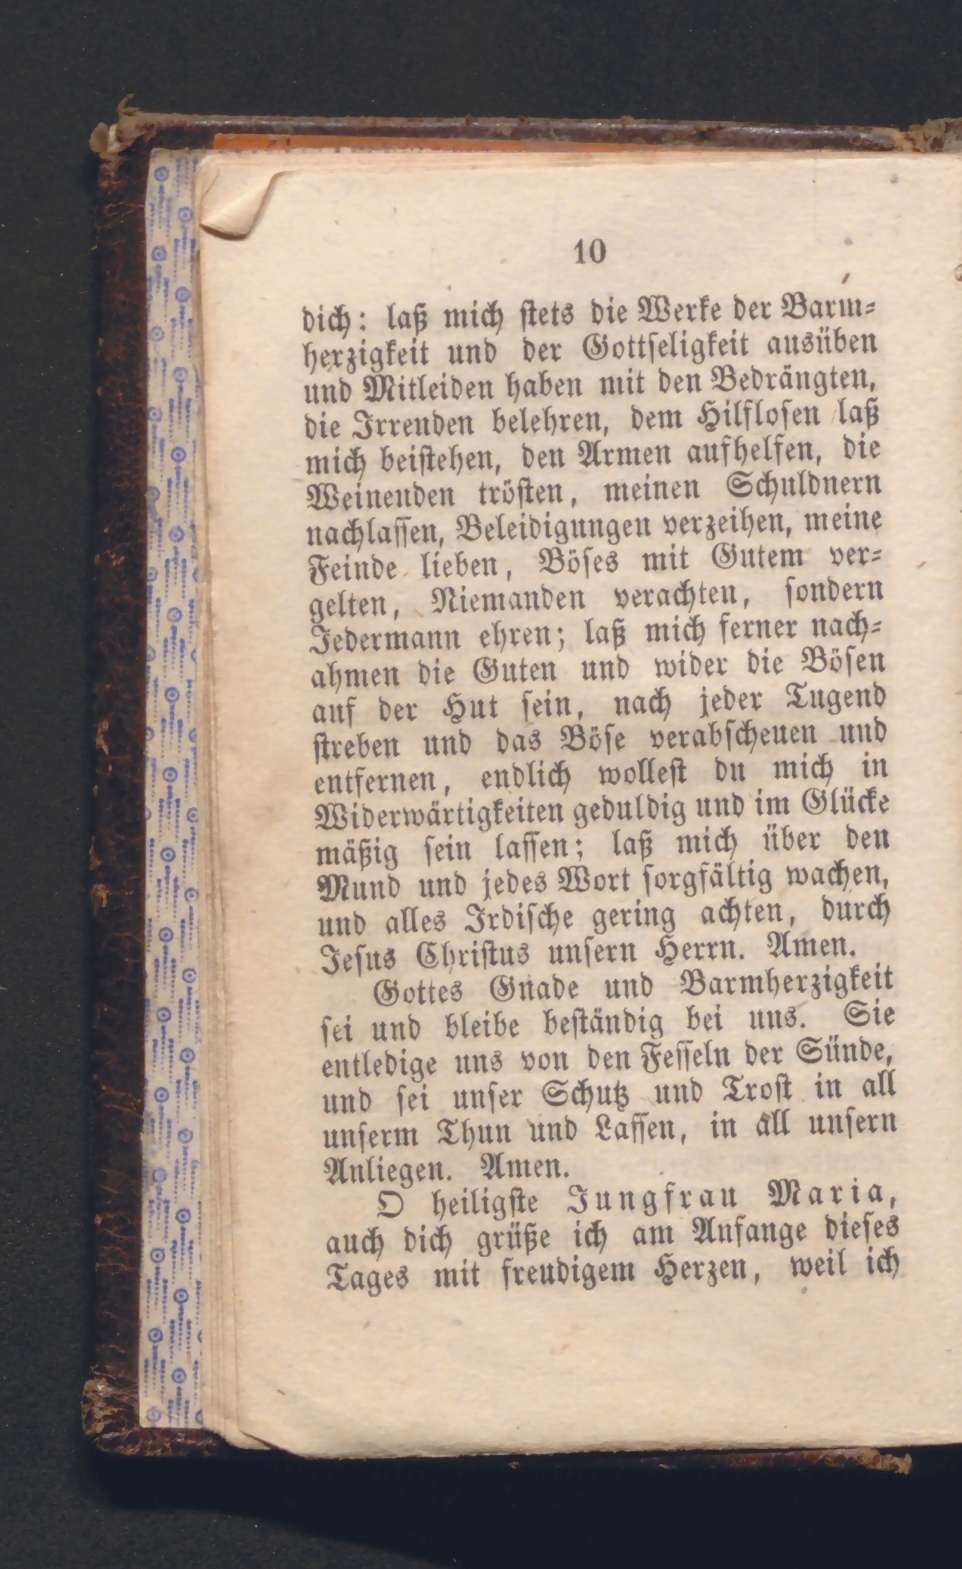 10
dich: laß mich stets die Werke der Barm-
herzigkeit und der Gottseligkeit ausüben
und Mitleiden haben mit den Bedrängten,
die Irrenden belehren, dem Hilflosen laß
mich beistehen, den Armen aufhelfen, die
Weinenden trösten, meinen Schuldnern
nachlassen, Beleidigungen verzeihen, meine
Feinde lieben, Böses mit Gutem ver-
gelten, Niemanden verachten, sondern
Jedermann ehren; laß mich ferner nach-
ahmen die Guten und wider die Bösen
auf der Hut sein, nach jeder Tugend
streben und das Böse verabscheuen und
entfernen, endlich wollest du mich in
Widerwärtigkeiten geduldig und im Glücke
mäßig sein lassen; laß mich über den
Mund und jedes Wort sorgfältig wachen,
und alles Irdische gering achten, durch
Jesus Christus unsern Herrn. Amen.
Gottes Gnade und Barmherzigkeit
sei und bleibe beständig bei uns. Sie
entledige uns von den Fesseln der Sünde,
und sei unser Schutz und Trost in all
unserm Thun und Lassen, in all unsern
Anliegen. Amen.
O heiligste Jungfrau Maria,
auch dich grüße ich am Anfange dieses
Tages mit freudigem Herzen, weil ich